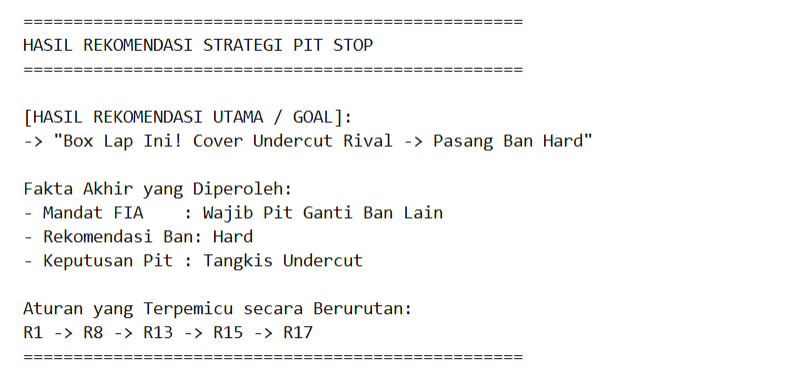 ==================================================
HASIL REKOMENDASI STRATEGI PIT STOP
==================================================
[HASIL REKOMENDASI UTAMA / GOAL]:
-> "Box Lap Ini! Cover Undercut Rival -> Pasang Ban Hard"
Fakta Akhir yang Diperoleh:
- Mandat FIA    : Wajib Pit Ganti Ban Lain
- Rekomendasi Ban: Hard
- Keputusan Pit : Tangkis Undercut
Aturan yang Terpemicu secara Berurutan:
R1 -> R8 -> R13 -> R15 -> R17
==================================================